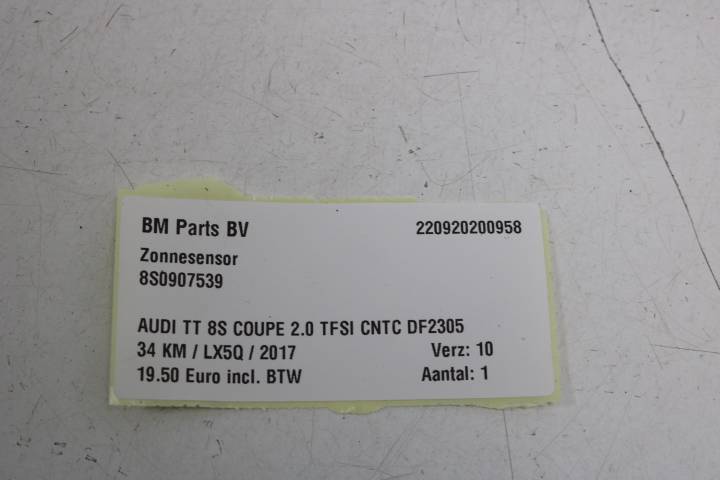 BM Parts BV 220920200958
Zonnesensor
8S0907539
AUDI TT 8S COUPE 2.0 TFSI CNTC DF2305
34 KM / LX5Q / 2017 Verz: 10
19.50 Euro incl. BTW Aantal: 1